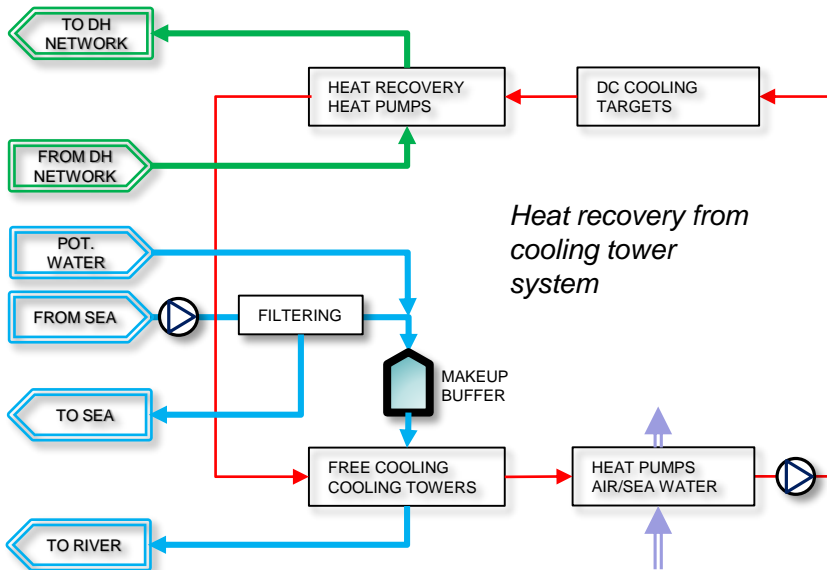 TO DH
NETWORK
HEAT RECOVERY
HEAT PUMPS
DC COOLING
TARGETS
FROM DH
NETWORK
Heat recovery from
cooling tower
system
POT.
WATER
FROM SEA
FILTERING
MAKEUP
BUFFER
TO SEA
FREE COOLING
COOLING TOWERS
HEAT PUMPS
AIR/SEA WATER
TO RIVER